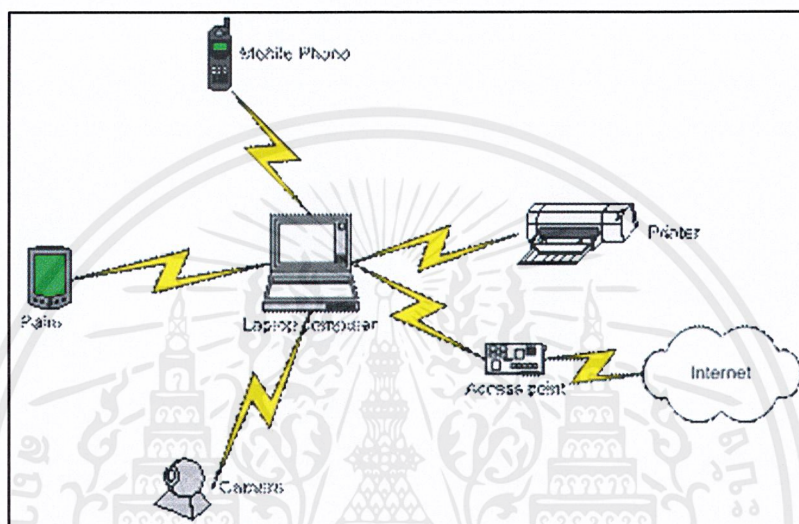 Mobile Phone
Printer
Palm
Laptop computer
Access point
Internet
Camera